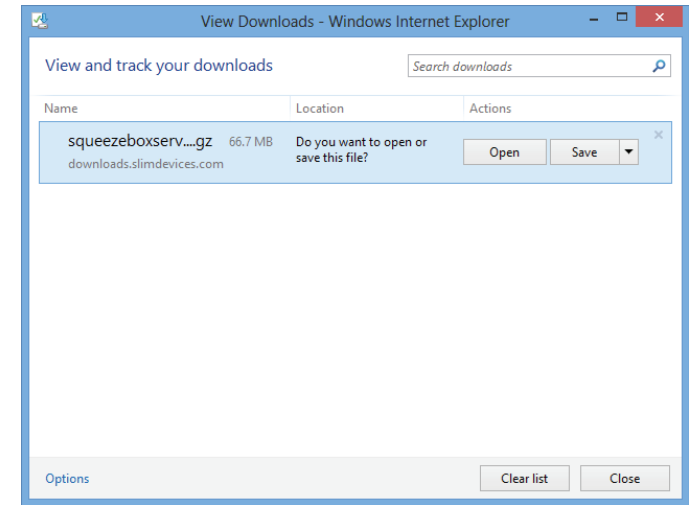 View Downloads - Windows Internet Explorer
View and track your downloads
Search downloads
Name Location Actions
squeezeboxserv....gz 66.7 MB
downloads.slimdevices.com
Do you want to open or
save this file?
Open Save
Options
Clear list Close